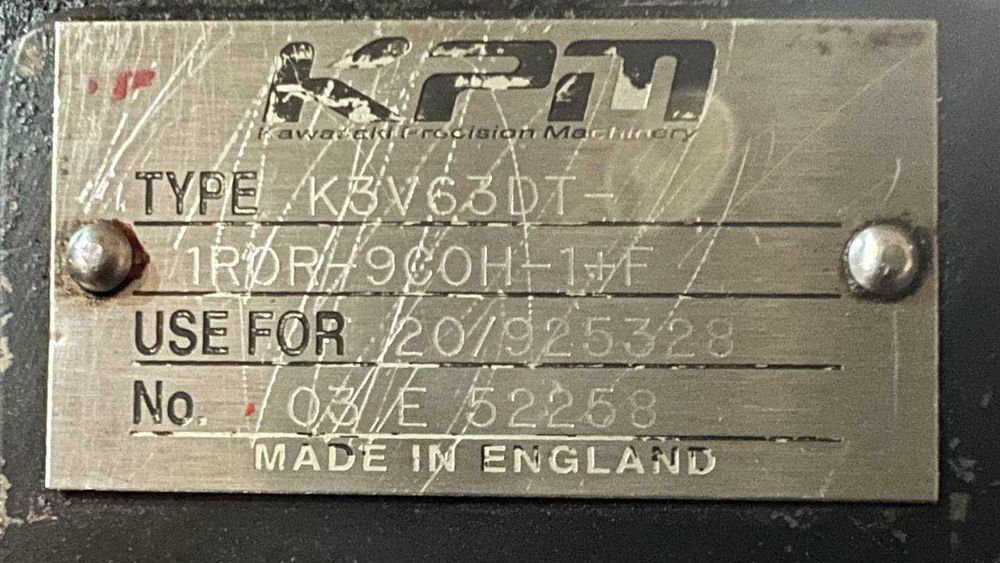 KPM
Kawasaki Precision Machinery
TYPE K3V63DT-
1R0R-9C0H-1+F
USE FOR 20/925328
No. 03 E 52258
MADE IN ENGLAND